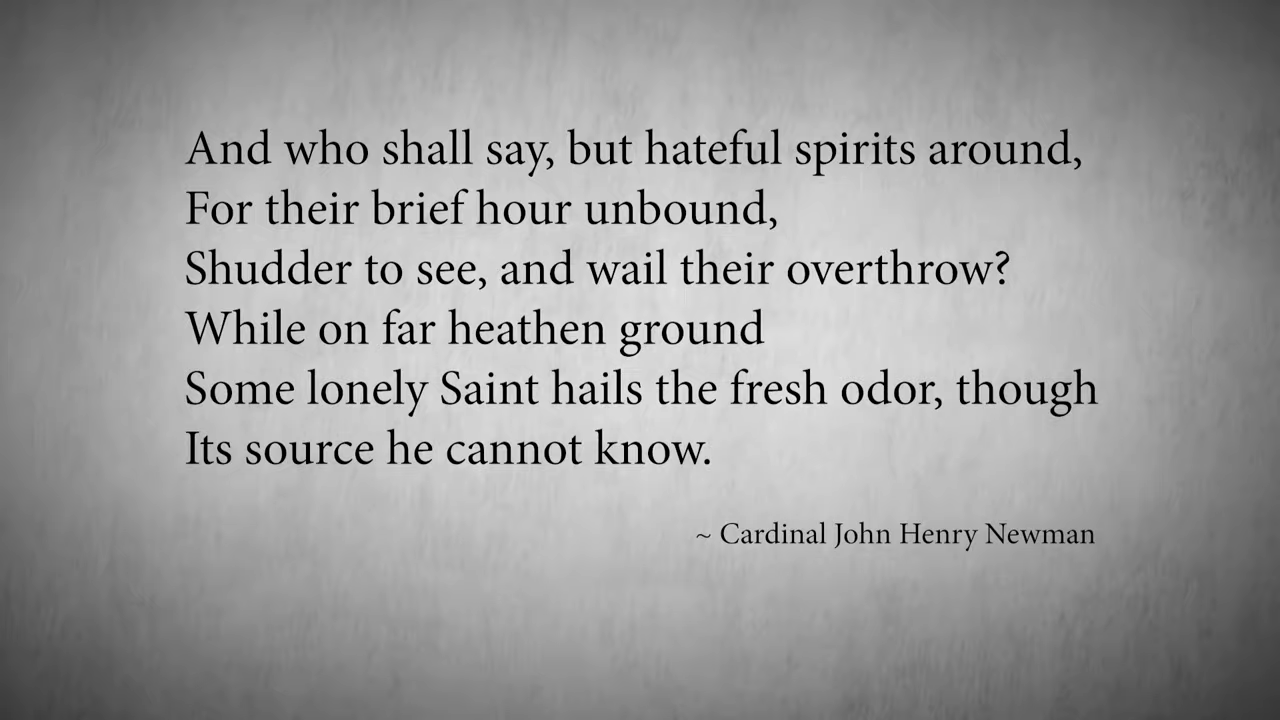 And who shall say, but hateful spirits around,
For their brief hour unbound,
Shudder to see, and wail their overthrow?
While on far heathen ground
Some lonely Saint hails the fresh odor, though
Its source he cannot know.
~ Cardinal John Henry Newman